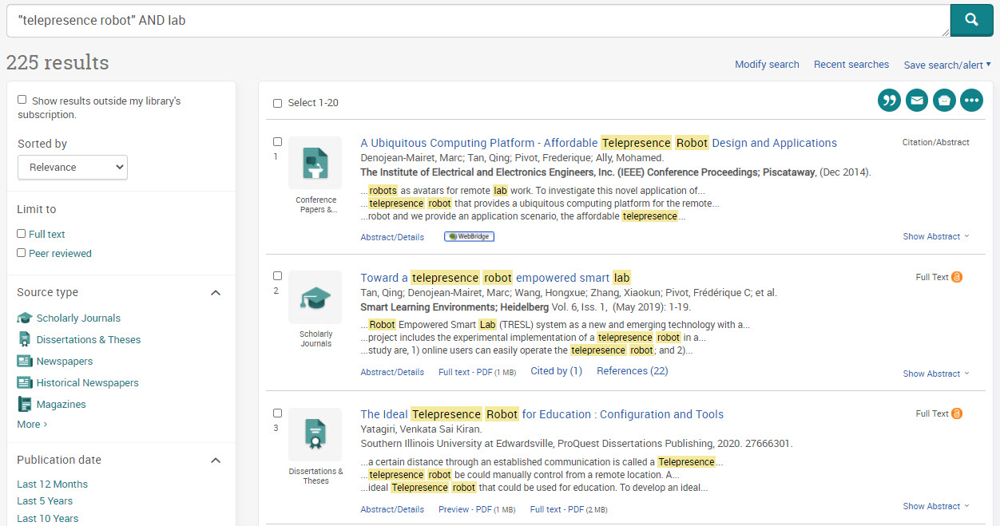 "telepresence robot" AND lab
225 results
Modify search
Recent searches
Save search/alert
Show results outside my library's
subscription.
Sorted by
Relevance
Limit to
Full text
Peer reviewed
Source type
Scholarly Journals
Dissertations & Theses
Newspapers
Historical Newspapers
Magazines
More
Publication date
Last 12 Months
Last 5 Years
Last 10 Years
Select 1-20
1
Conference
Papers &...
A Ubiquitous Computing Platform - Affordable Telepresence Robot Design and Applications
Citation/Abstract
Denojean-Mairet, Marc; Tan, Qing; Pivot, Frederique; Ally, Mohamed.
The Institute of Electrical and Electronics Engineers, Inc. (IEEE) Conference Proceedings; Piscataway, (Dec 2014).
...robots as avatars for remote lab work. To investigate this novel application of...
...telepresence robot that provides a ubiquitous computing platform for the remote...
...robot and we provide an application scenario, the affordable telepresence...
Abstract/Details
WebBridge
Show Abstract
2
Scholarly
Journals
Toward a telepresence robot empowered smart lab
Full Text
Tan, Qing; Denojean-Mairet, Marc; Wang, Hongxue; Zhang, Xiaokun; Pivot, Frédérique C; et al.
Smart Learning Environments; Heidelberg Vol. 6, Iss. 1, (May 2019): 1-19.
...Robot Empowered Smart Lab (TRESL) system as a new and emerging technology with a...
...project includes the experimental implementation of a telepresence robot in a...
...study are, 1) online users can easily operate the telepresence robot; and 2)...
Abstract/Details
Full text - PDF (1 MB)
Cited by (1)
References (22)
Show Abstract
3
Dissertations &
Theses
The Ideal Telepresence Robot for Education : Configuration and Tools
Full Text
Yatagiri, Venkata Sai Kiran.
Southern Illinois University at Edwardsville, ProQuest Dissertations Publishing, 2020. 27666301.
...a certain distance through an established communication is called a Telepresence...
...telepresence robot be could manually control from a remote location. A...
...ideal Telepresence robot that could be used for education. To develop an ideal...
Abstract/Details
Preview - PDF (1 MB)
Full text - PDF (2 MB)
Show Abstract